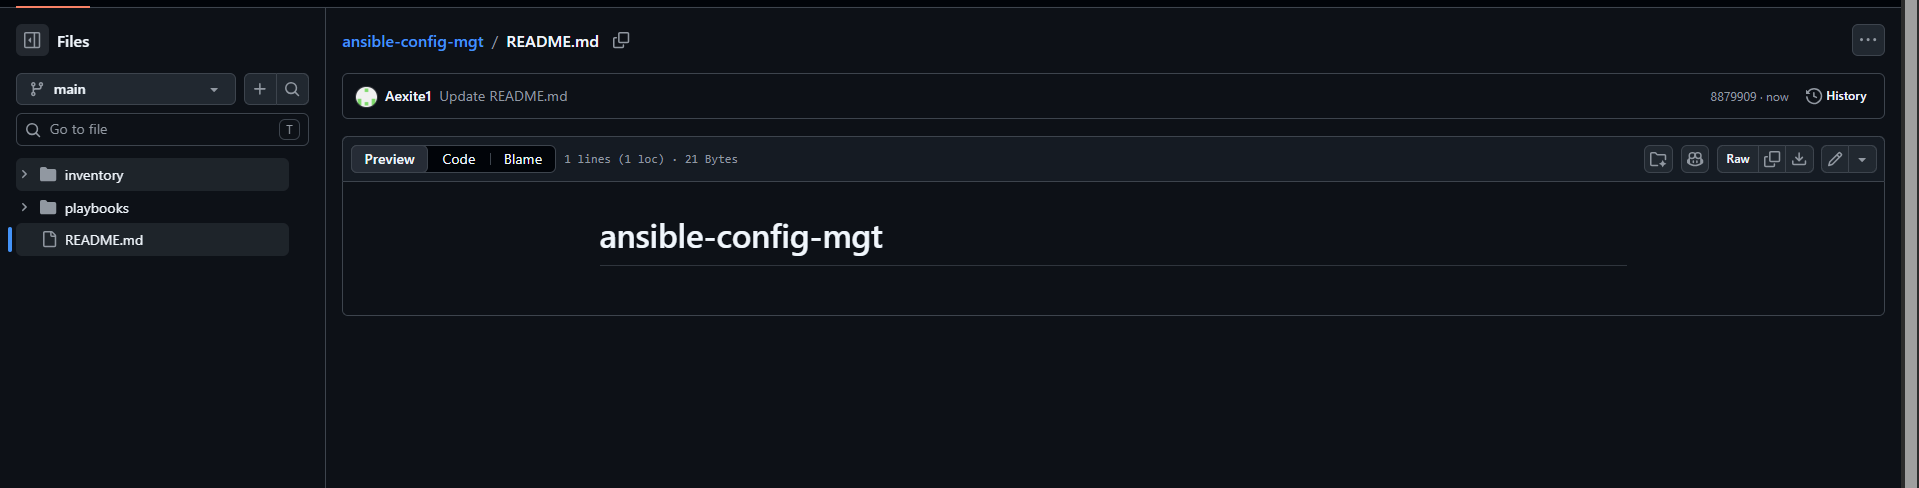 Files
main
Go to file T
inventory
playbooks
README.md
ansible-config-mgt / README.md
Aexite1 Update README.md
8879909 · now History
Preview Code Blame 1 lines (1 loc) · 21 Bytes
Raw
ansible-config-mgt